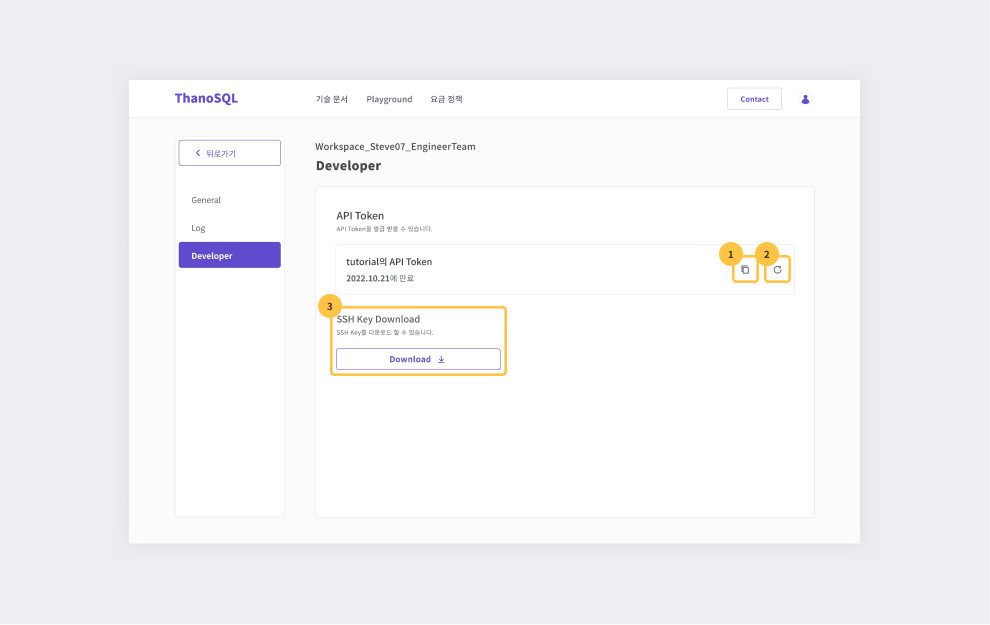 ThanoSQL
기술 문서
Playground
요금 정책
Contact
뒤로가기
General
Log
Developer
Workspace_Steve07_EngineerTeam
Developer
API Token
API Token을 발급 받을 수 있습니다.
tutorial의 API Token
2022.10.21에 만료
1
2
3
SSH Key Download
SSH Key를 다운로드 할 수 있습니다.
Download